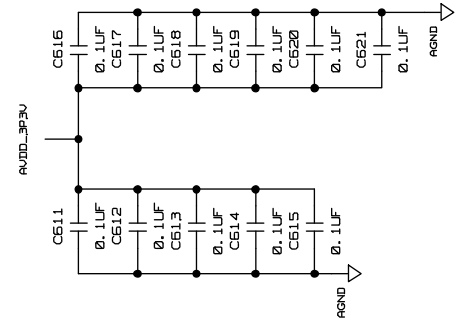 C616
0.1UF
C617
0.1UF
C618
0.1UF
C619
0.1UF
C620
0.1UF
C621
0.1UF
AGND
AVDD_3P3V
C611
0.1UF
C612
0.1UF
C613
0.1UF
C614
0.1UF
C615
0.1UF
AGND